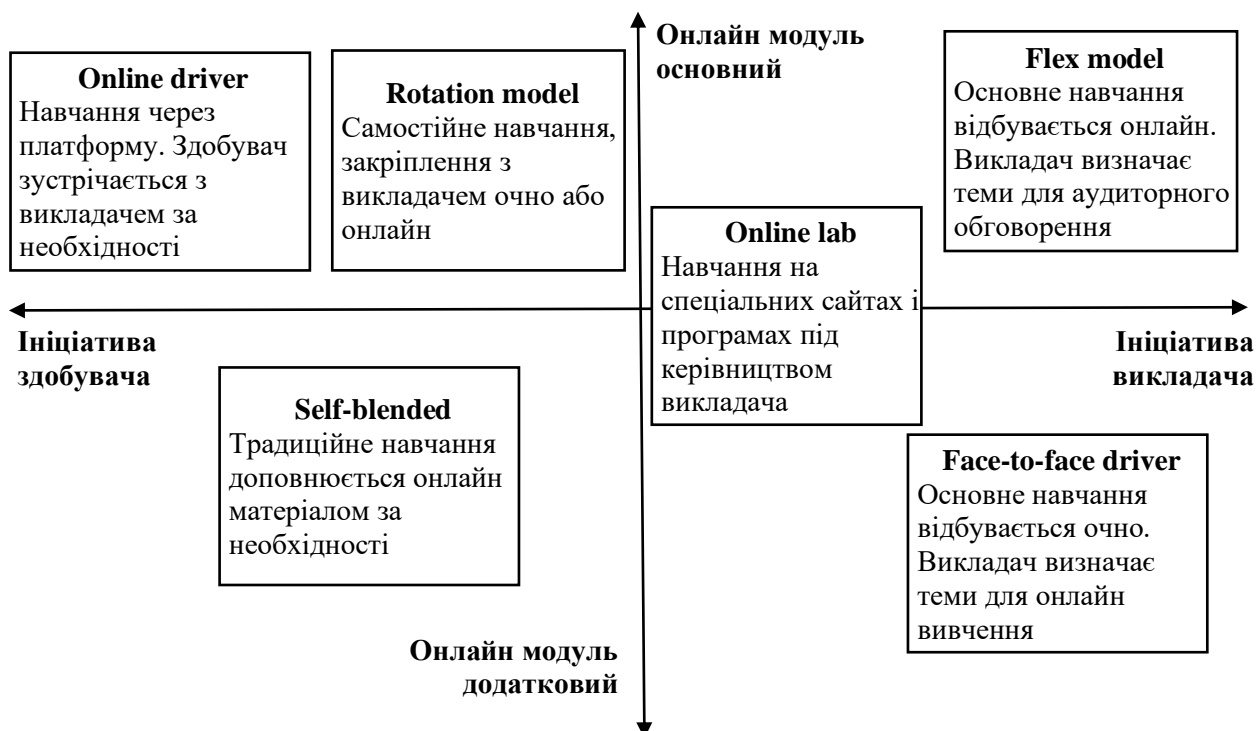 Онлайн модуль
основний
Online driver
Навчання через
платформу. Здобувач
зустрічається з
викладачем за
необхідності
Rotation model
Самостійне навчання,
закріплення з
викладачем очно або
онлайн
Flex model
Основне навчання
відбувається онлайн.
Викладач визначає
теми для аудиторного
обговорення
Online lab
Навчання на
спеціальних сайтах і
програмах під
керівництвом
викладача
Ініціатива
здобувача
Ініціатива
викладача
Self-blended
Традиційне навчання
доповнюється онлайн
матеріалом за
необхідності
Face-to-face driver
Основне навчання
відбувається очно.
Викладач визначає
теми для онлайн
вивчення
Онлайн модуль
додатковий